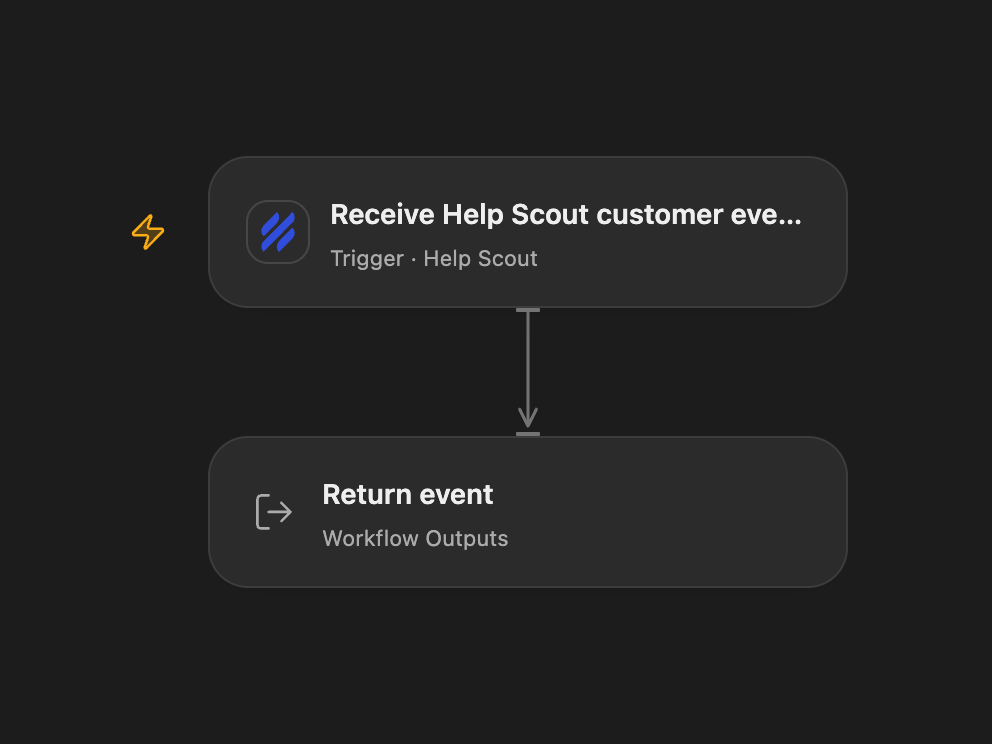 Receive Help Scout customer eve...
Trigger · Help Scout
Return event
Workflow Outputs